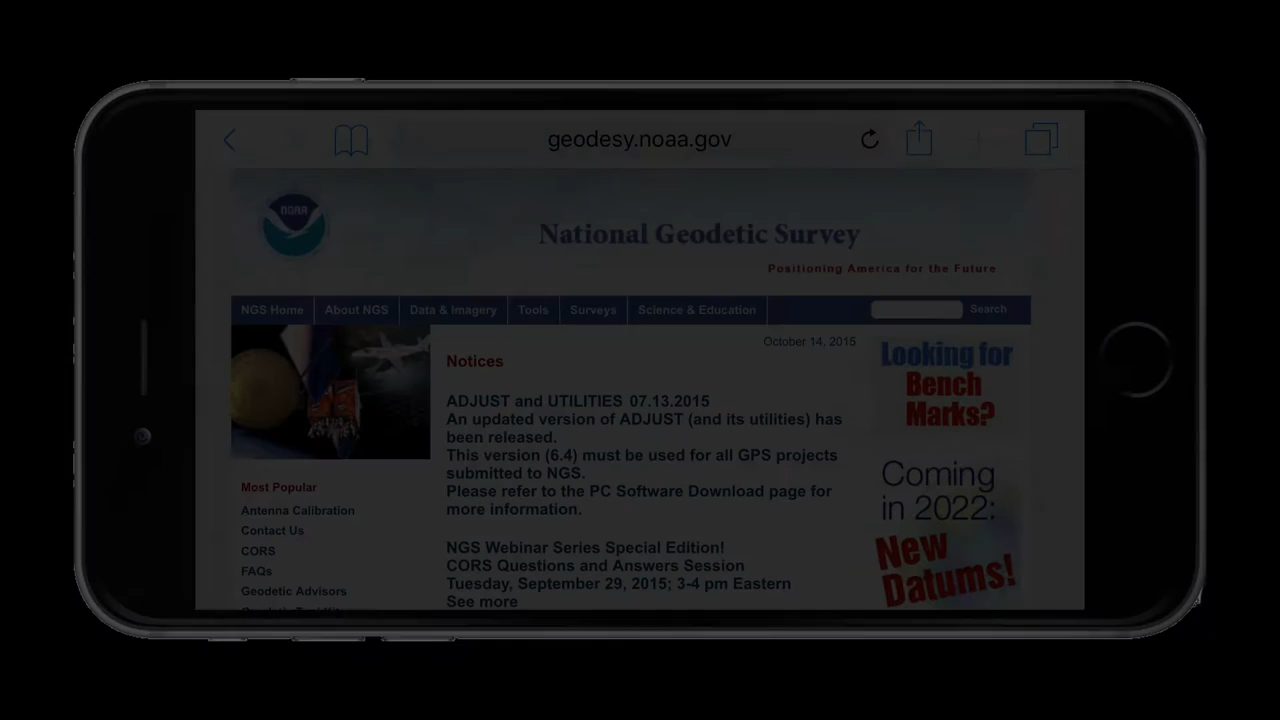 geodesy.noaa.gov
NOAA
National Geodetic Survey
Positioning America for the Future
NGS Home About NGS Data & Imagery Tools Surveys Science & Education Search
October 14, 2015
Notices
ADJUST and UTILITIES 07.13.2015
An updated version of ADJUST (and its utilities) has
been released.
This version (6.4) must be used for all GPS projects
submitted to NGS.
Please refer to the PC Software Download page for
more information.
NGS Webinar Series Special Edition!
CORS Questions and Answers Session
Tuesday, September 29, 2015; 3-4 pm Eastern
See more
Most Popular
Antenna Calibration
Contact Us
CORS
FAQs
Geodetic Advisors
Looking for
Bench
Marks?
Coming
in 2022:
New
Datums!